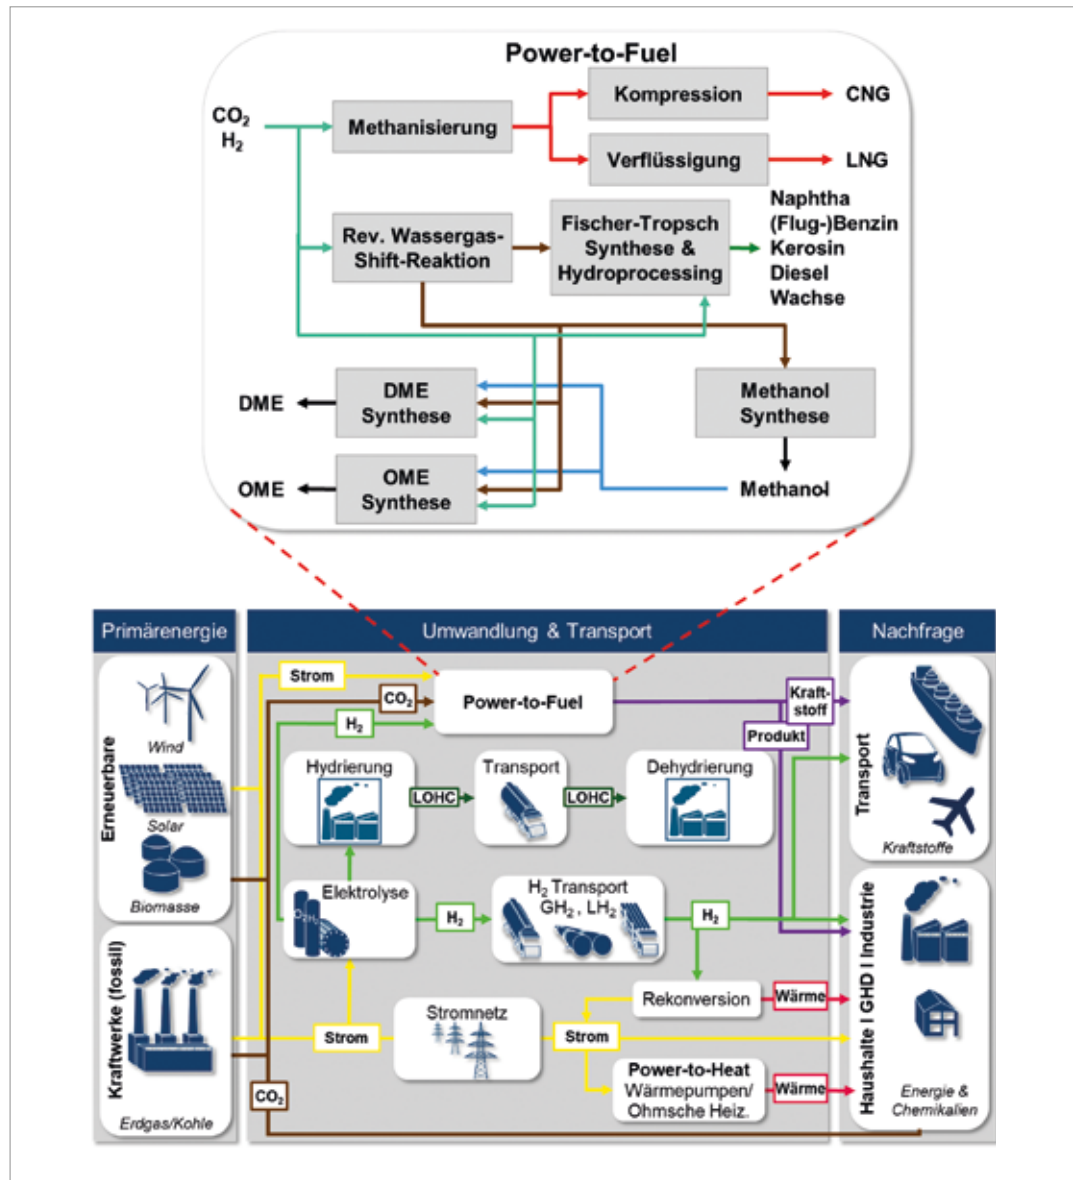 Power-to-Fuel
CO₂
H₂
Methanisierung
Kompression
CNG
Verflüssigung
LNG
Rev. Wassergas-
Shift-Reaktion
Fischer-Tropsch
Synthese &
Hydroprocessing
Naphtha
(Flug-)Benzin
Kerosin
Diesel
Wachse
DME
DME
Synthese
Methanol
Synthese
OME
OME
Synthese
Methanol
Primärenergie
Umwandlung & Transport
Nachfrage
Erneuerbare
Wind
Solar
Biomasse
Kraftwerke (fossil)
Erdgas/Kohle
Strom
CO₂
H₂
Power-to-Fuel
Kraft-
stoff
Produkt
Hydrierung
LOHC
Transport
LOHC
Dehydrierung
Elektrolyse
O₂ H₂
H₂
H₂ Transport
GH₂ , LH₂
H₂
Rekonversion
Wärme
Strom
Stromnetz
Strom
Power-to-Heat
Wärmepumpen/
Ohmsche Heiz.
Wärme
CO₂
Transport
Kraftstoffe
Haushalte | GHD | Industrie
Energie &
Chemikalien